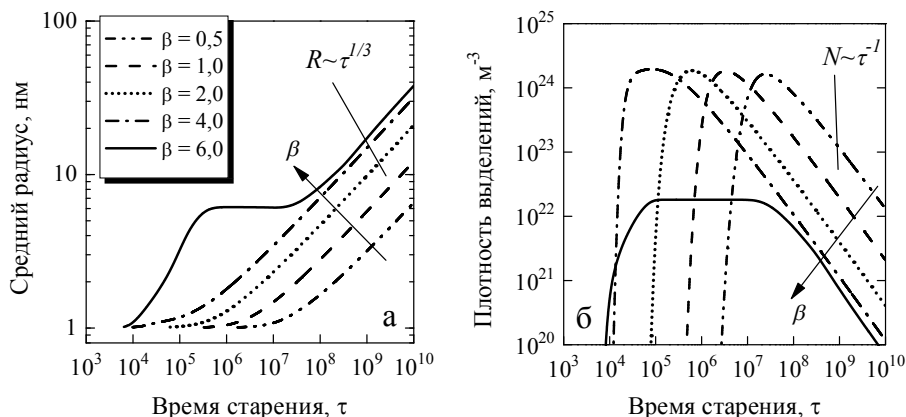 100
10
1
Средний радиус, нм
β = 0,5
β = 1,0
β = 2,0
β = 4,0
β = 6,0
R~τ^1/3
β
а
10^3 10^4 10^5 10^6 10^7 10^8 10^9 10^10
Время старения, τ
10^25
10^24
10^23
10^22
10^21
10^20
Плотность выделений, м^-3
N~τ^-1
β
б
10^3 10^4 10^5 10^6 10^7 10^8 10^9 10^10
Время старения, τ